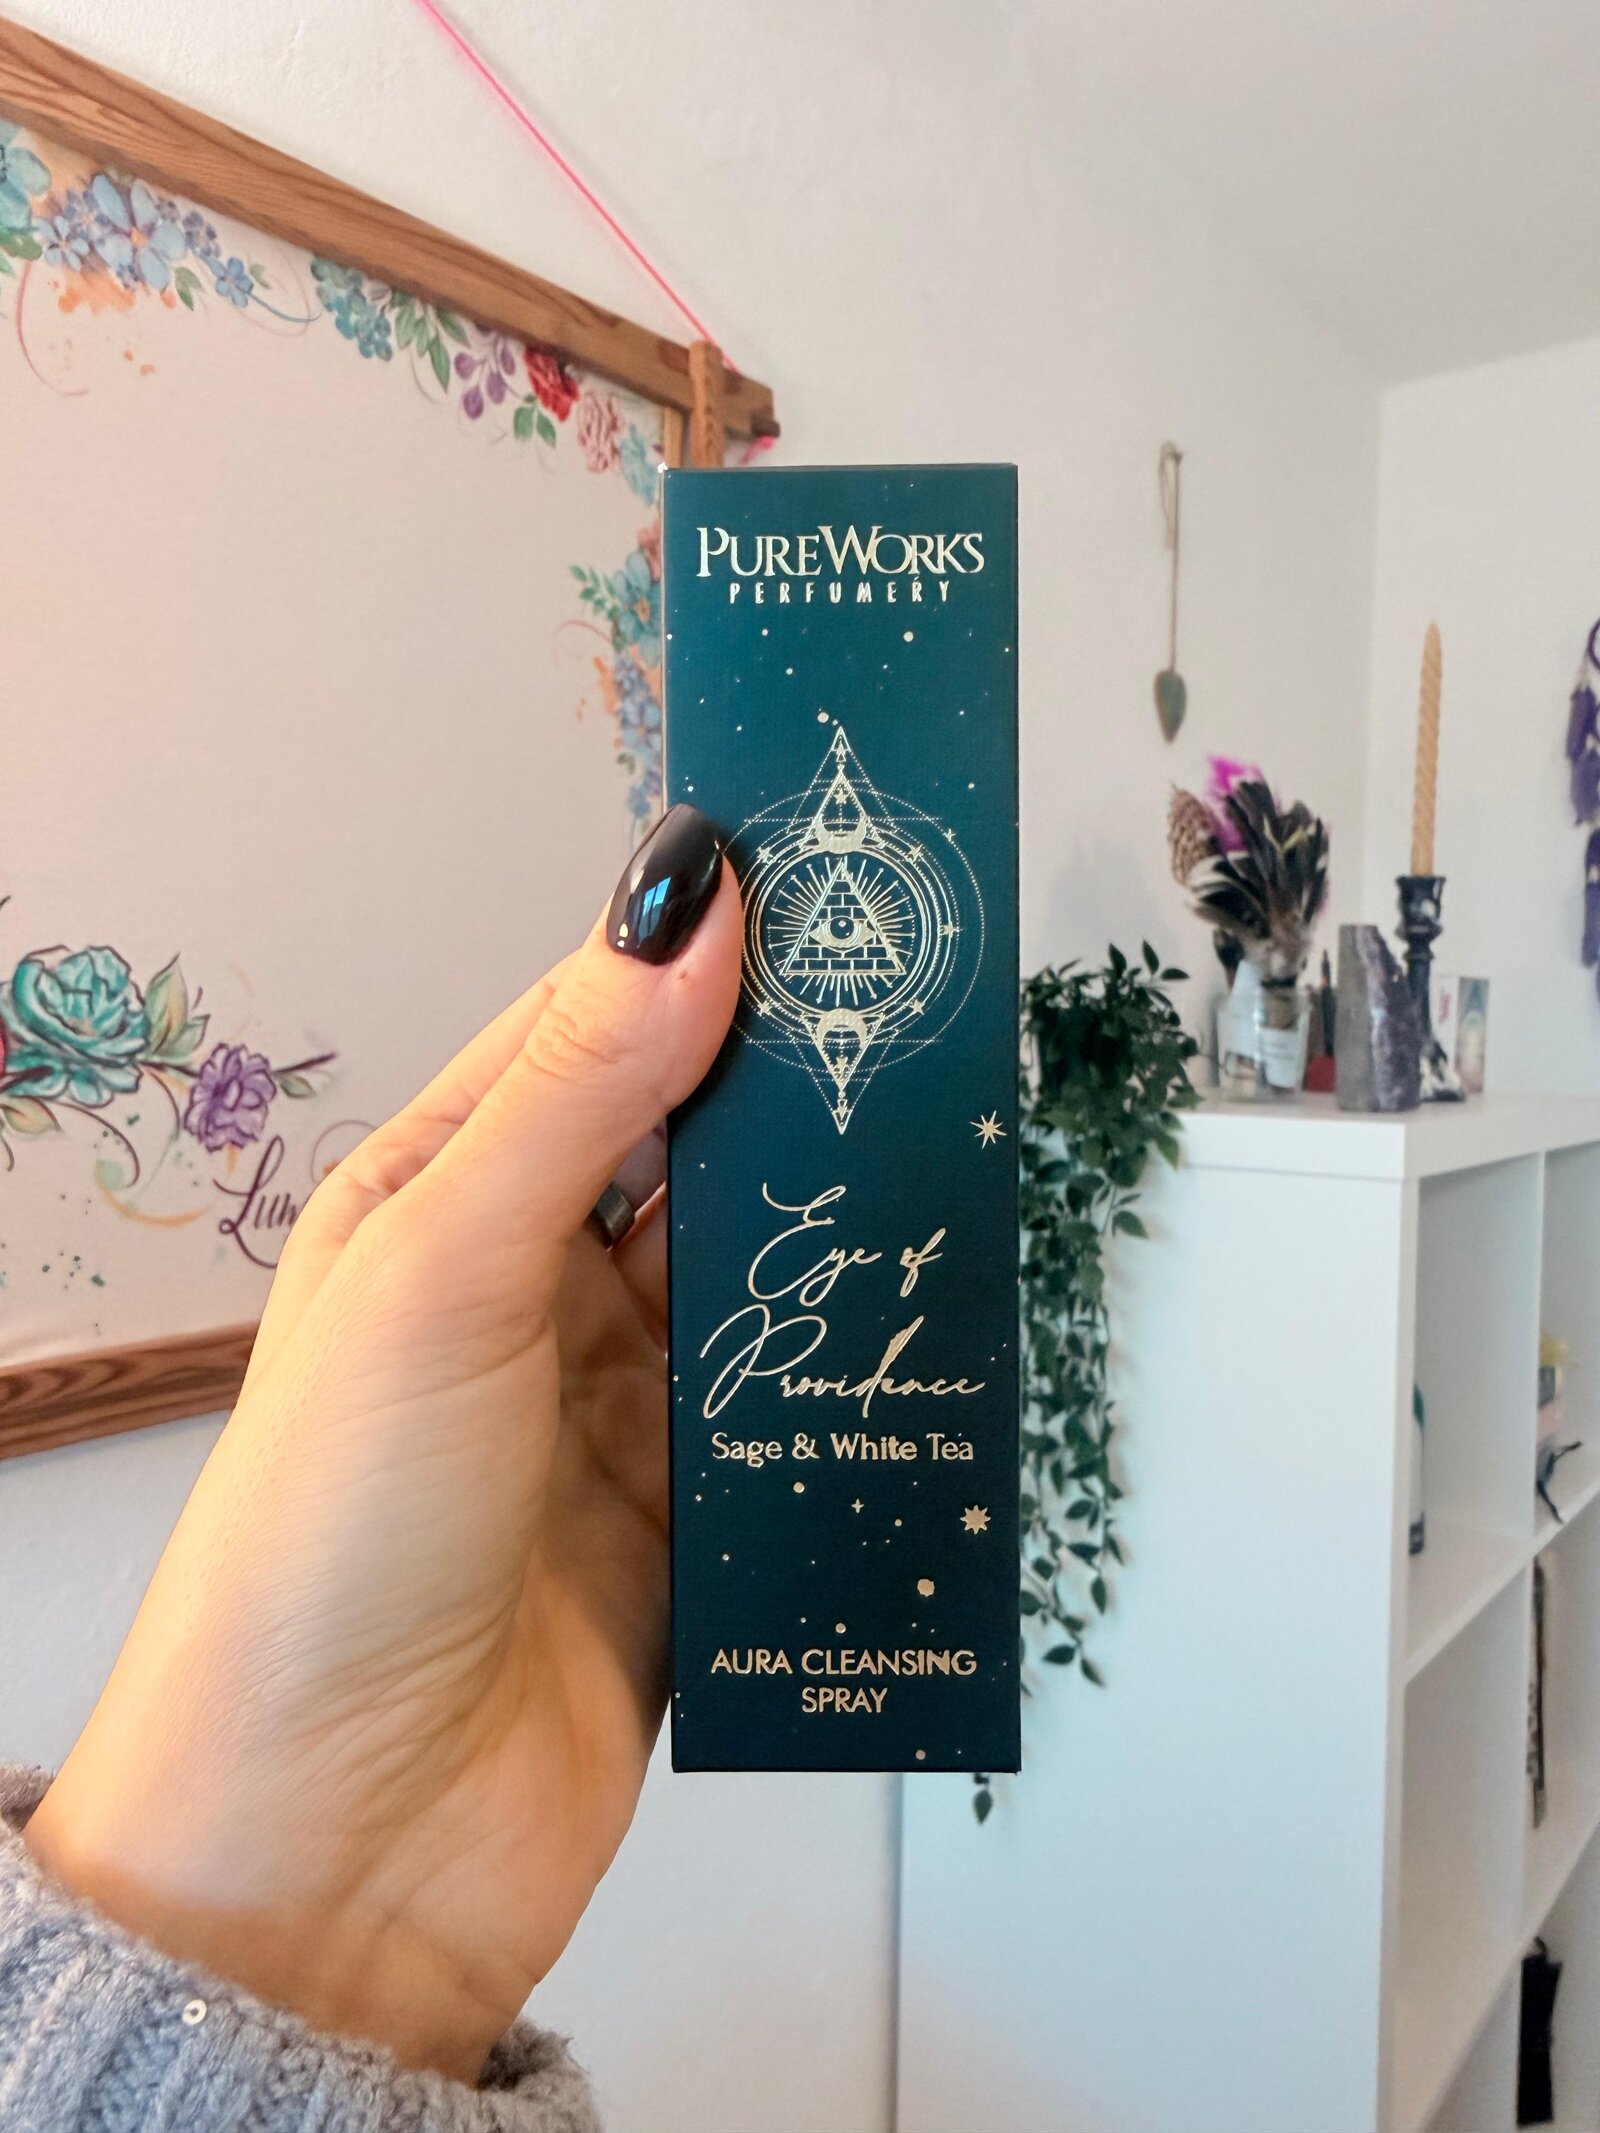 PUREWORKS
PERFUMERY
Eye of
Providence
Sage & White Tea
AURA CLEANSING
SPRAY